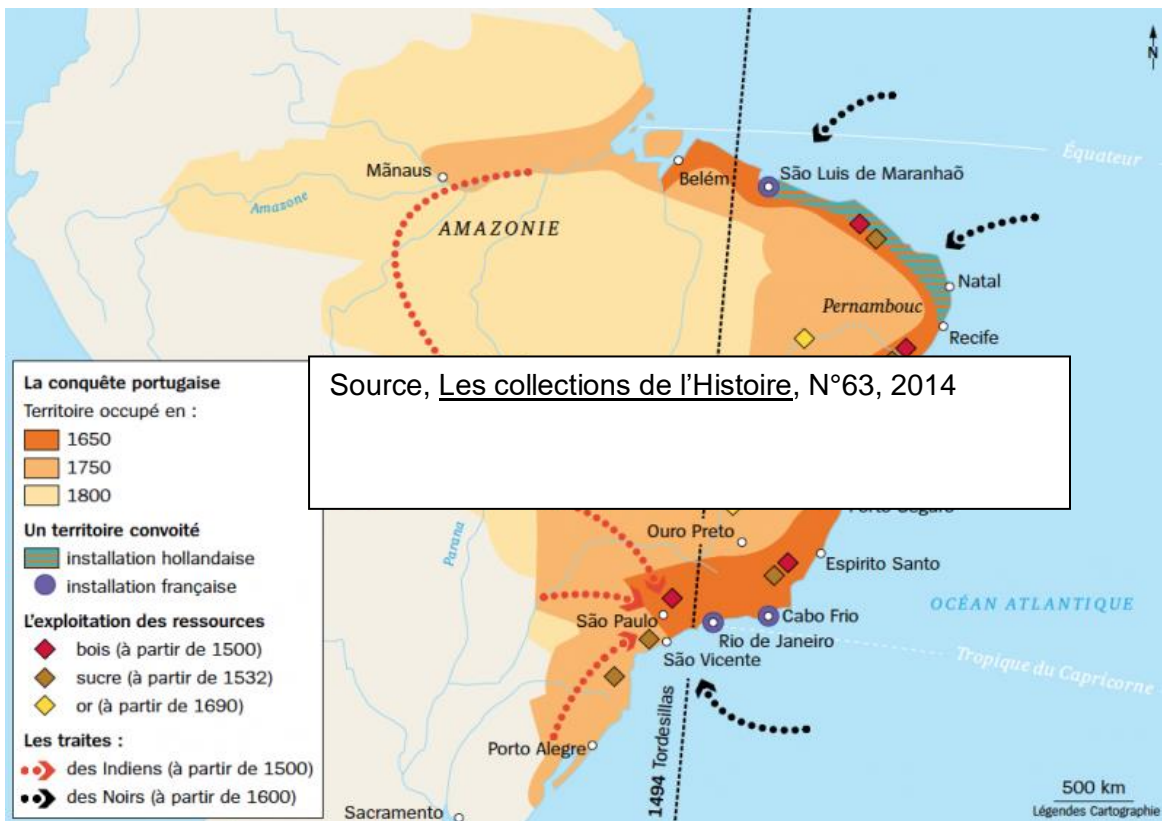 N
Équateur
Mãnaus
Belém
São Luis de Maranhaõ
Amazone
AMAZONIE
Natal
Pernambouc
Recife
Source, Les collections de l’Histoire, N°63, 2014
La conquête portugaise
Territoire occupé en :
1650
1750
1800
Un territoire convoité
installation hollandaise
installation française
L'exploitation des ressources
bois (à partir de 1500)
sucre (à partir de 1532)
or (à partir de 1690)
Les traites :
des Indiens (à partir de 1500)
des Noirs (à partir de 1600)
Ouro Preto
Espirito Santo
Parana
OCÉAN ATLANTIQUE
São Paulo
Cabo Frio
Rio de Janeiro
São Vicente
Tropique du Capricorne
1494 Tordesillas
Porto Alegre
Sacramento
500 km
Légendes Cartographie